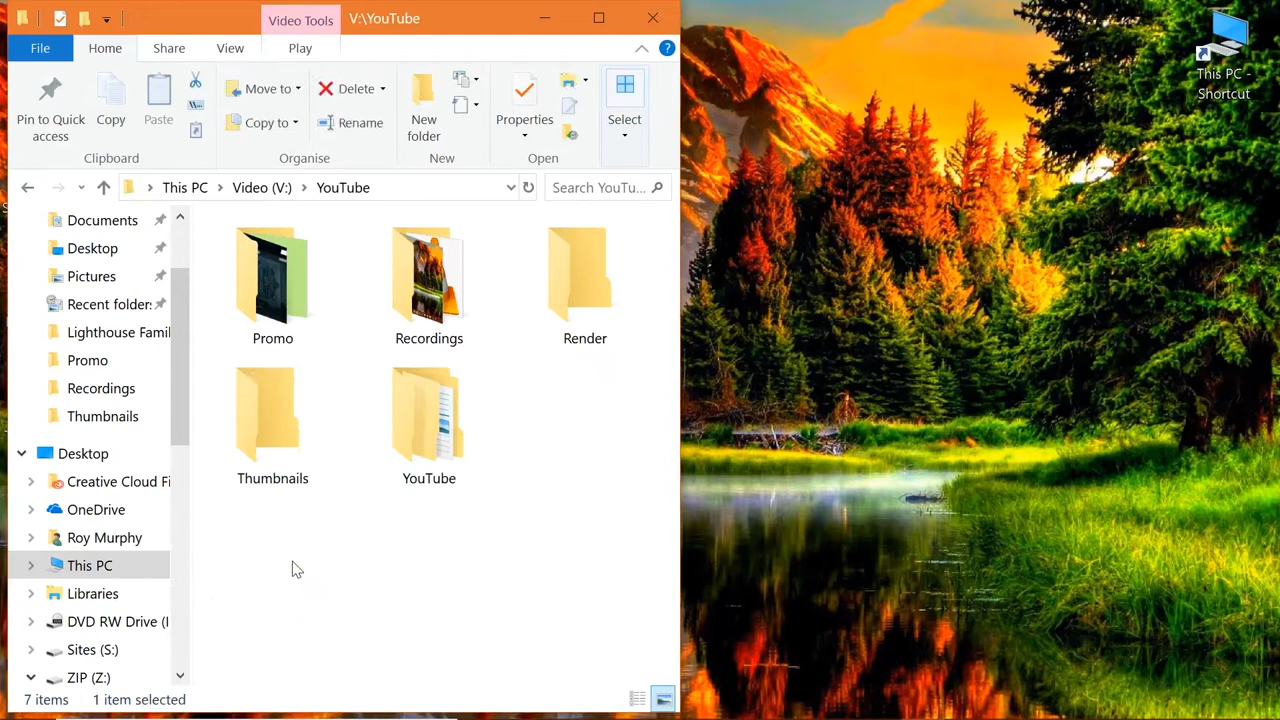 Video Tools
V:\YouTube
File
Home
Share
View
Play
Pin to Quick access
Copy
Paste
Move to
Copy to
Delete
Rename
New folder
Properties
Select
Clipboard
Organise
New
Open
This PC
Video (V:)
YouTube
Search YouTu...
Documents
Desktop
Pictures
Recent folder:
Lighthouse Famil
Promo
Recordings
Thumbnails
Desktop
Creative Cloud Fi
OneDrive
Roy Murphy
This PC
Libraries
DVD RW Drive (I
Sites (S:)
ZIP (Z:)
Promo
Recordings
Render
Thumbnails
YouTube
7 items
1 item selected
This PC -
Shortcut